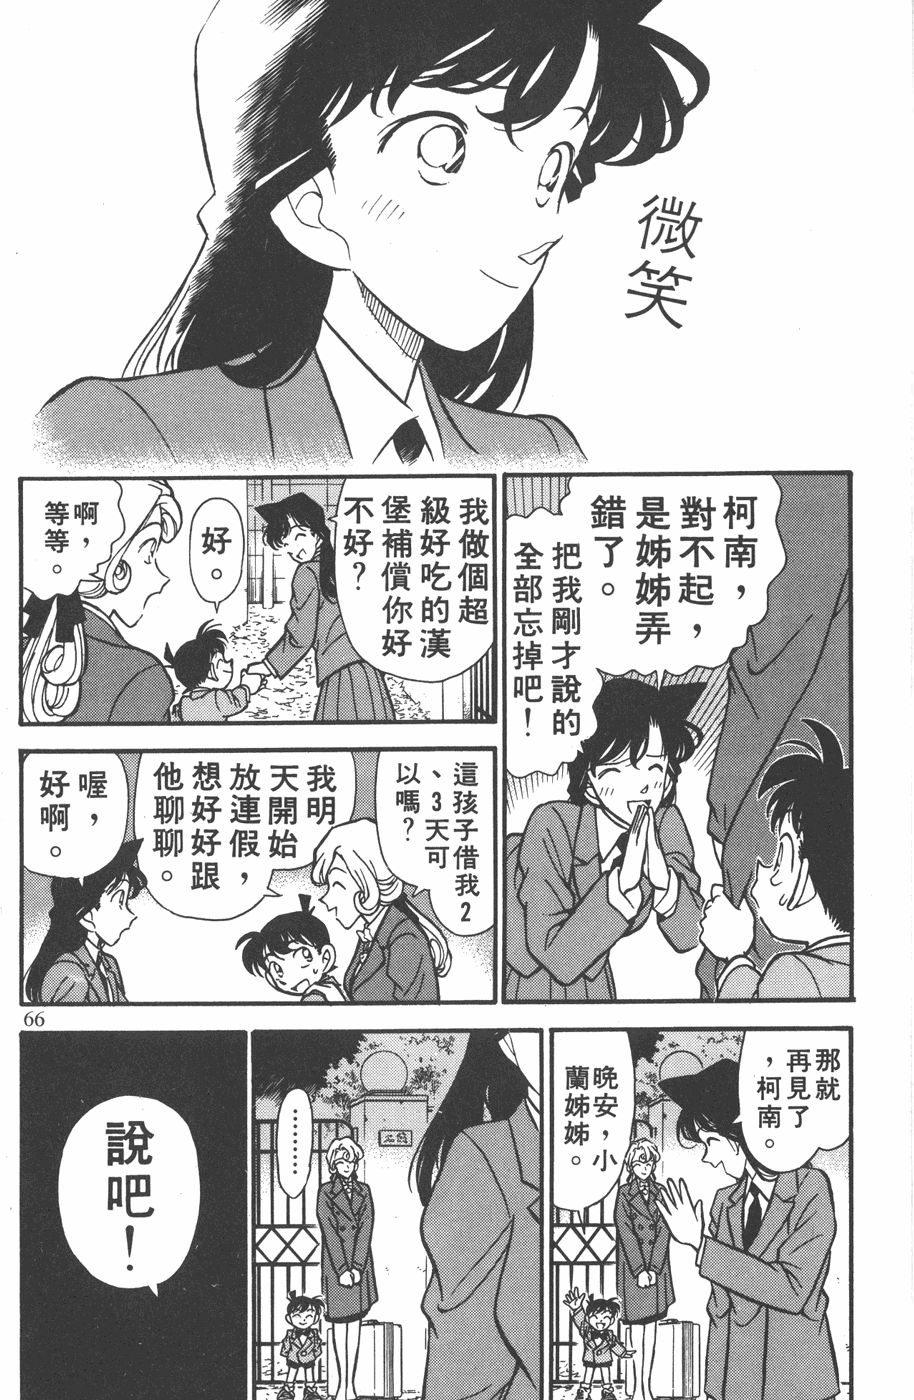 微笑
柯南，
對不起，
是姊姊弄
錯了。
把我剛才說的
全部忘掉吧！
我做個超
級好吃的漢
堡補償你好
不好？
好。
啊，
等等。
這孩子借我2
、3天可
以嗎？
我明
天開始
放連假，
想好好跟
他聊聊。
喔，
好啊。
66
那就
再見了
，柯南。
晚安，小
蘭姊姊。
………
說吧！